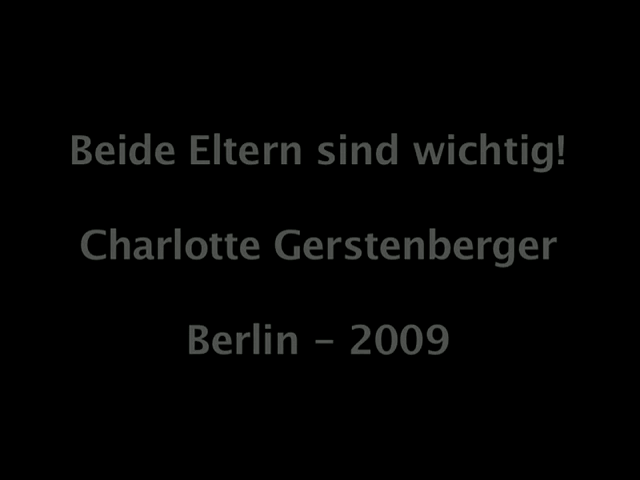 Beide Eltern sind wichtig!
Charlotte Gerstenberger
Berlin – 2009